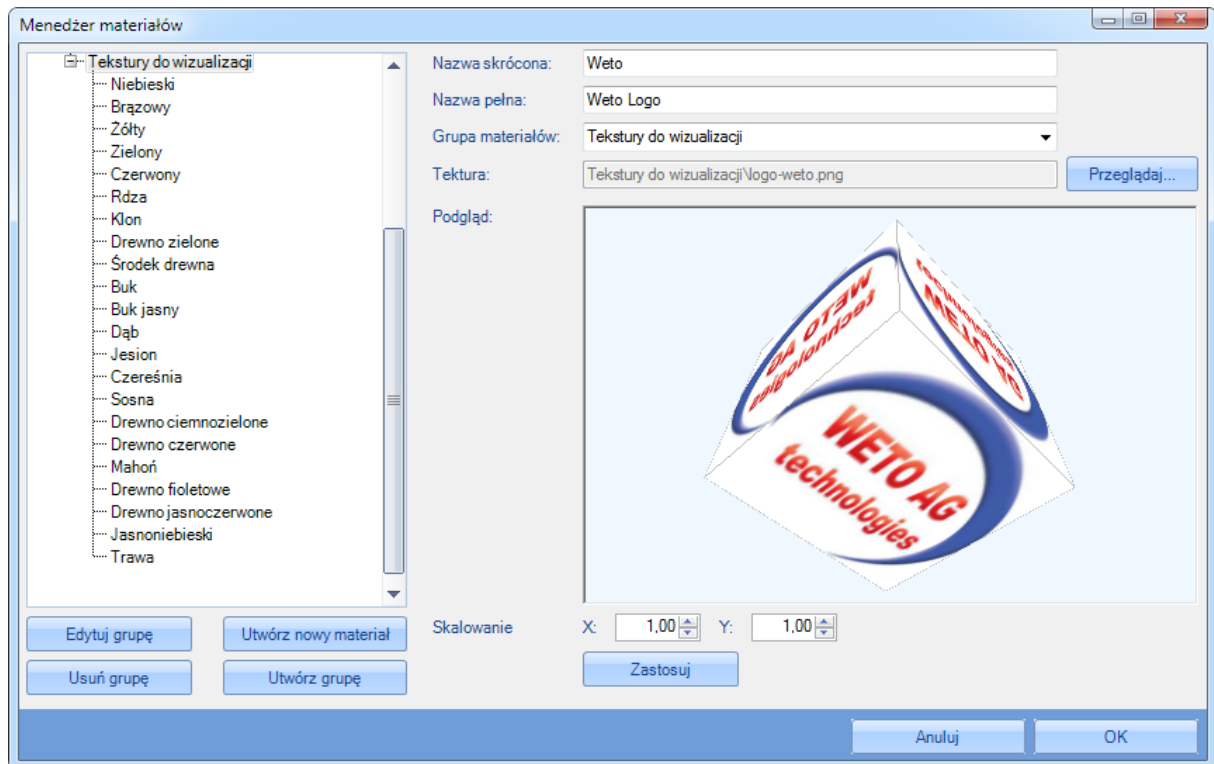 Menedżer materiałów
Tekstury do wizualizacji
Niebieski
Brązowy
Żółty
Zielony
Czerwony
Rdza
Klon
Drewno zielone
Środek drewna
Buk
Buk jasny
Dąb
Jesion
Czereśnia
Sosna
Drewno ciemnozielone
Drewno czerwone
Mahoń
Drewno fioletowe
Drewno jasnoczerwone
Jasnoniebieski
Trawa
Edytuj grupę Utwórz nowy materiał
Usuń grupę Utwórz grupę
Nazwa skrócona: Weto
Nazwa pełna: Weto Logo
Grupa materiałów: Tekstury do wizualizacji
Tektura: Tekstury do wizualizacji\logo-weto.png Przeglądaj...
Podgląd:
WETO AG
technologies
WETO AG
technologies
WETO AG
technologies
Skalowanie X: 1,00 Y: 1,00
Zastosuj
Anuluj OK